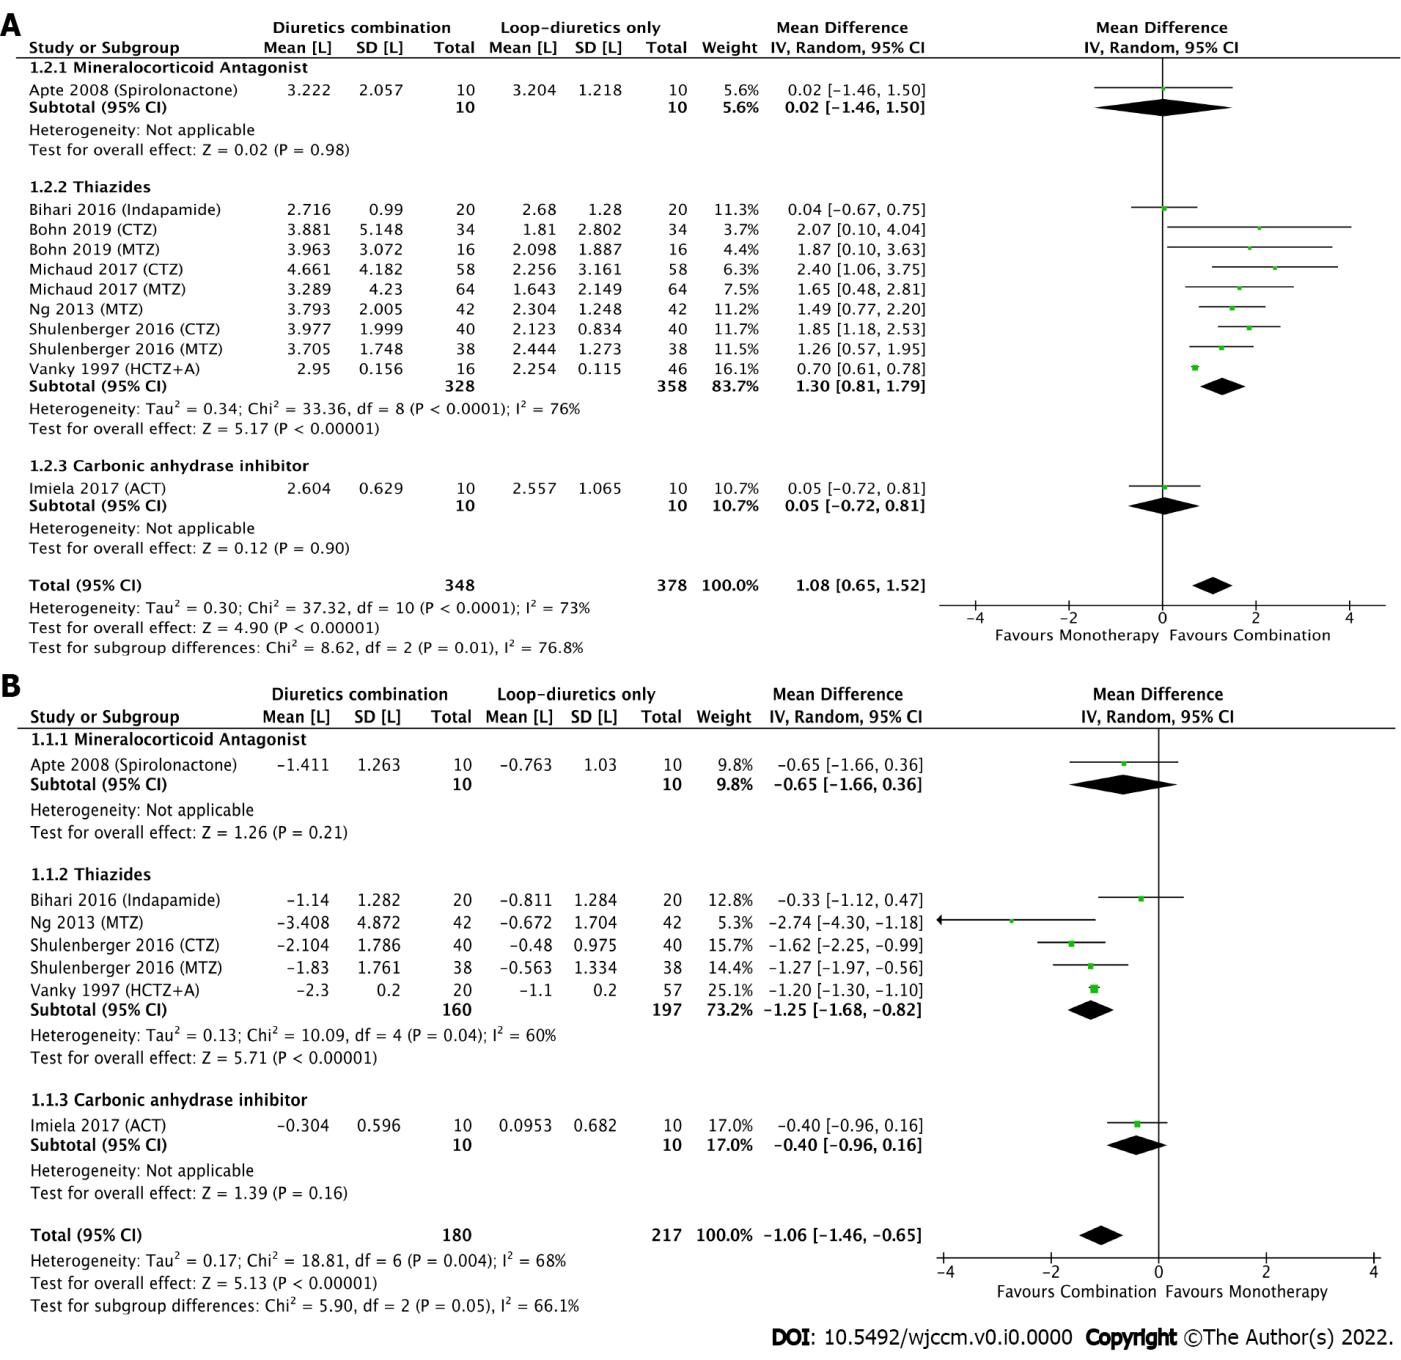 A
Diuretics combination Loop-diuretics only Mean Difference Mean Difference
Study or Subgroup Mean [L] SD [L] Total Mean [L] SD [L] Total Weight IV, Random, 95% CI IV, Random, 95% CI
1.2.1 Mineralocorticoid Antagonist
Apte 2008 (Spirolonactone) 3.222 2.057 10 3.204 1.218 10 5.6% 0.02 [-1.46, 1.50]
Subtotal (95% CI) 10 10 5.6% 0.02 [-1.46, 1.50]
Heterogeneity: Not applicable
Test for overall effect: Z = 0.02 (P = 0.98)
1.2.2 Thiazides
Bihari 2016 (Indapamide) 2.716 0.99 20 2.68 1.28 20 11.3% 0.04 [-0.67, 0.75]
Bohn 2019 (CTZ) 3.881 5.148 34 1.81 2.802 34 3.7% 2.07 [0.10, 4.04]
Bohn 2019 (MTZ) 3.963 3.072 16 2.098 1.887 16 4.4% 1.87 [0.10, 3.63]
Michaud 2017 (CTZ) 4.661 4.182 58 2.256 3.161 58 6.3% 2.40 [1.06, 3.75]
Michaud 2017 (MTZ) 3.289 4.23 64 1.643 2.149 64 7.5% 1.65 [0.48, 2.81]
Ng 2013 (MTZ) 3.793 2.005 42 2.304 1.248 42 11.2% 1.49 [0.77, 2.20]
Shulenberger 2016 (CTZ) 3.977 1.999 40 2.123 0.834 40 11.7% 1.85 [1.18, 2.53]
Shulenberger 2016 (MTZ) 3.705 1.748 38 2.444 1.273 38 11.5% 1.26 [0.57, 1.95]
Vanky 1997 (HCTZ+A) 2.95 0.156 16 2.254 0.115 46 16.1% 0.70 [0.61, 0.78]
Subtotal (95% CI) 328 358 83.7% 1.30 [0.81, 1.79]
Heterogeneity: Tau² = 0.34; Chi² = 33.36, df = 8 (P < 0.0001); I² = 76%
Test for overall effect: Z = 5.17 (P < 0.00001)
1.2.3 Carbonic anhydrase inhibitor
Imiela 2017 (ACT) 2.604 0.629 10 2.557 1.065 10 10.7% 0.05 [-0.72, 0.81]
Subtotal (95% CI) 10 10 10.7% 0.05 [-0.72, 0.81]
Heterogeneity: Not applicable
Test for overall effect: Z = 0.12 (P = 0.90)
Total (95% CI) 348 378 100.0% 1.08 [0.65, 1.52]
Heterogeneity: Tau² = 0.30; Chi² = 37.32, df = 10 (P < 0.0001); I² = 73%
Test for overall effect: Z = 4.90 (P < 0.00001)
Test for subgroup differences: Chi² = 8.62, df = 2 (P = 0.01), I² = 76.8%
-4 -2 0 2 4
Favours Monotherapy Favours Combination
B
Diuretics combination Loop-diuretics only Mean Difference Mean Difference
Study or Subgroup Mean [L] SD [L] Total Mean [L] SD [L] Total Weight IV, Random, 95% CI IV, Random, 95% CI
1.1.1 Mineralocorticoid Antagonist
Apte 2008 (Spirolonactone) -1.411 1.263 10 -0.763 1.03 10 9.8% -0.65 [-1.66, 0.36]
Subtotal (95% CI) 10 10 9.8% -0.65 [-1.66, 0.36]
Heterogeneity: Not applicable
Test for overall effect: Z = 1.26 (P = 0.21)
1.1.2 Thiazides
Bihari 2016 (Indapamide) -1.14 1.282 20 -0.811 1.284 20 12.8% -0.33 [-1.12, 0.47]
Ng 2013 (MTZ) -3.408 4.872 42 -0.672 1.704 42 5.3% -2.74 [-4.30, -1.18]
Shulenberger 2016 (CTZ) -2.104 1.786 40 -0.48 0.975 40 15.7% -1.62 [-2.25, -0.99]
Shulenberger 2016 (MTZ) -1.83 1.761 38 -0.563 1.334 38 14.4% -1.27 [-1.97, -0.56]
Vanky 1997 (HCTZ+A) -2.3 0.2 20 -1.1 0.2 57 25.1% -1.20 [-1.30, -1.10]
Subtotal (95% CI) 160 197 73.2% -1.25 [-1.68, -0.82]
Heterogeneity: Tau² = 0.13; Chi² = 10.09, df = 4 (P = 0.04); I² = 60%
Test for overall effect: Z = 5.71 (P < 0.00001)
1.1.3 Carbonic anhydrase inhibitor
Imiela 2017 (ACT) -0.304 0.596 10 0.0953 0.682 10 17.0% -0.40 [-0.96, 0.16]
Subtotal (95% CI) 10 10 17.0% -0.40 [-0.96, 0.16]
Heterogeneity: Not applicable
Test for overall effect: Z = 1.39 (P = 0.16)
Total (95% CI) 180 217 100.0% -1.06 [-1.46, -0.65]
Heterogeneity: Tau² = 0.17; Chi² = 18.81, df = 6 (P = 0.004); I² = 68%
Test for overall effect: Z = 5.13 (P < 0.00001)
Test for subgroup differences: Chi² = 5.90, df = 2 (P = 0.05), I² = 66.1%
-4 -2 0 2 4
Favours Combination Favours Monotherapy
DOI: 10.5492/wjccm.v0.i0.0000 Copyright ©The Author(s) 2022.